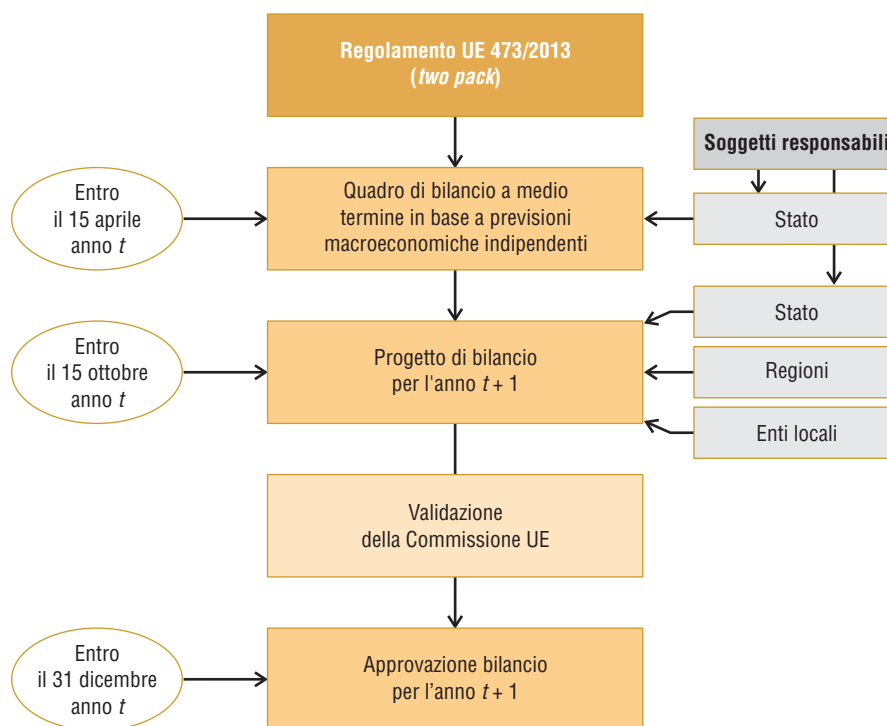 Regolamento UE 473/2013
(two pack)
Soggetti responsabili
Entro
il 15 aprile
anno t
Quadro di bilancio a medio
termine in base a previsioni
macroeconomiche indipendenti
Stato
Stato
Entro
il 15 ottobre
anno t
Progetto di bilancio
per l'anno t + 1
Regioni
Enti locali
Validazione
della Commissione UE
Entro
il 31 dicembre
anno t
Approvazione bilancio
per l’anno t + 1